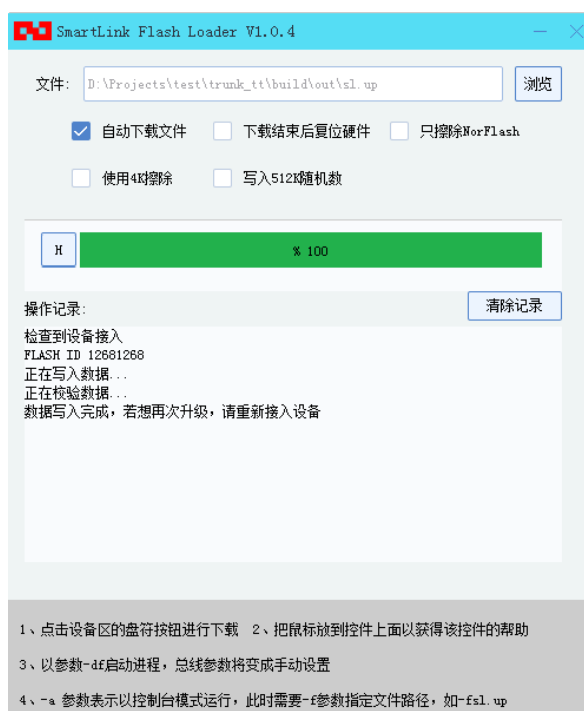 SmartLink Flash Loader V1.0.4
文件: D:\Projects\test\trunk_tt\build\out\sl.up 浏览
自动下载文件 下载结束后复位硬件 只擦除NorFlash
使用4K擦除 写入512K随机数
H % 100
操作记录: 清除记录
检查到设备接入
FLASH ID 12681268
正在写入数据...
正在校验数据...
数据写入完成，若想再次升级，请重新接入设备
1、点击设备区的盘符按钮进行下载 2、把鼠标放到控件上面以获得该控件的帮助
3、以参数-df启动进程，总线参数将变成手动设置
4、-a 参数表示以控制台模式运行，此时需要-f参数指定文件路径，如-fsl.up